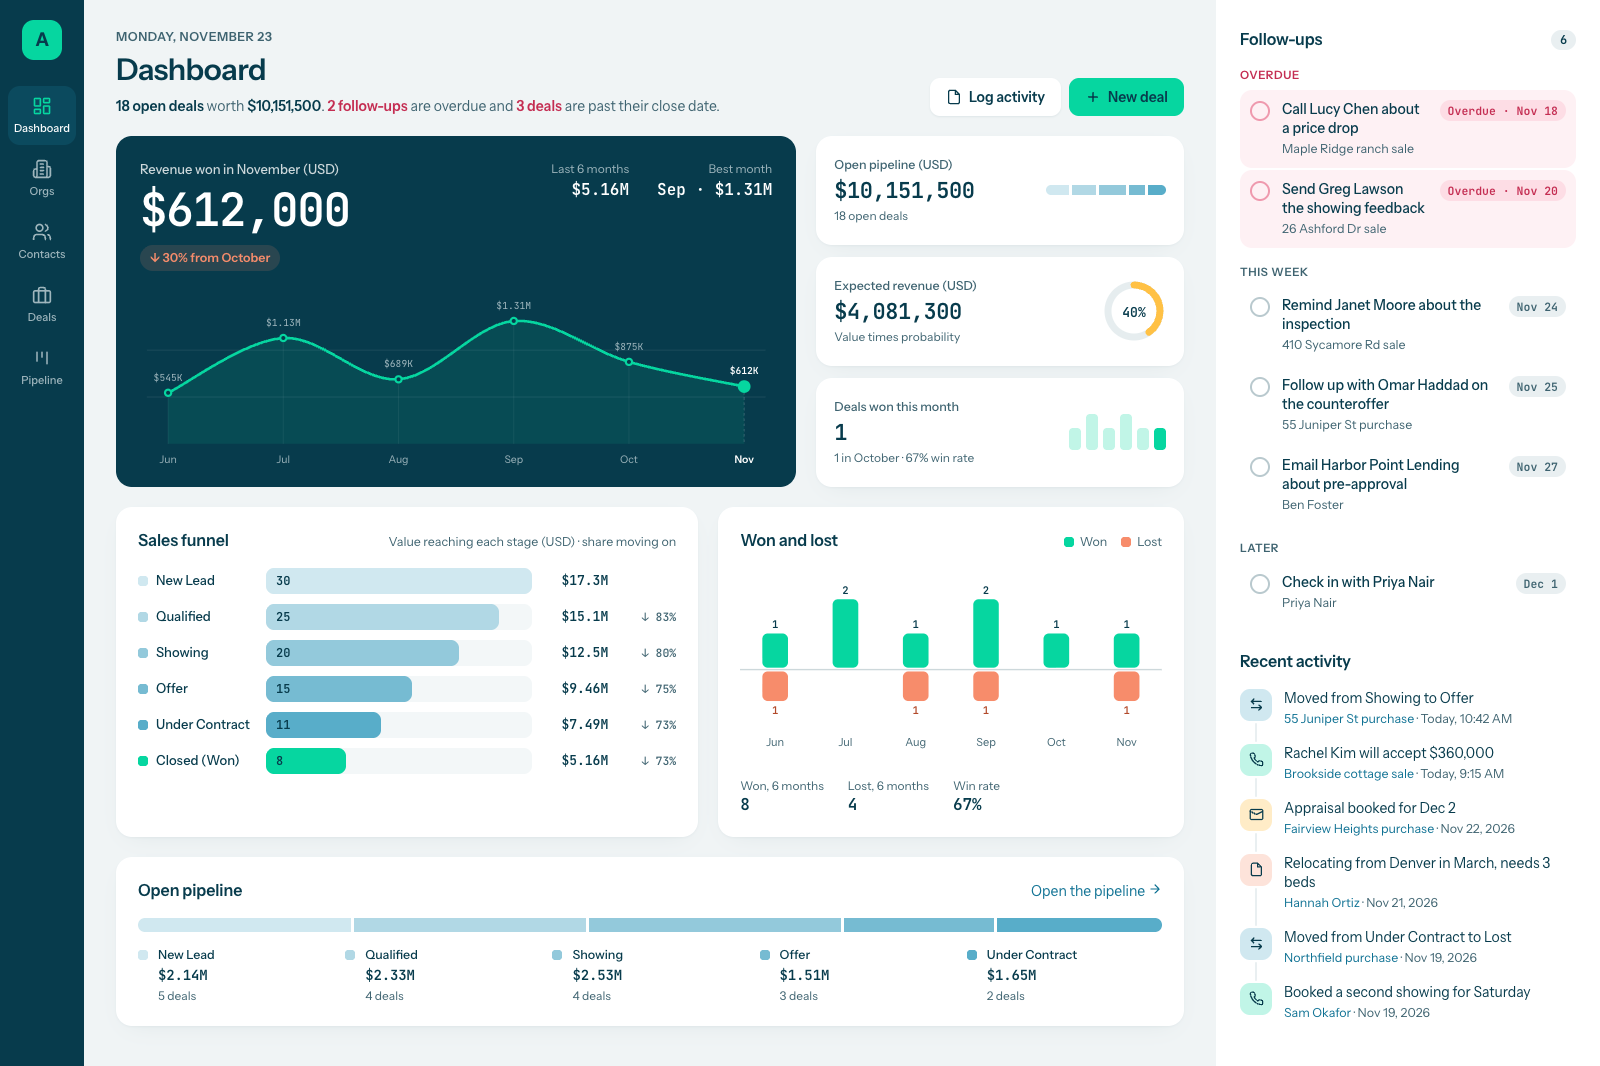 A
Dashboard
Orgs
Contacts
Deals
Pipeline
MONDAY, NOVEMBER 23
Dashboard
18 open deals worth $10,151,500. 2 follow-ups are overdue and 3 deals are past their close date.
Log activity
New deal
Revenue won in November (USD)
$612,000
↓ 30% from October
Last 6 months
$5.16M
Best month
Sep · $1.31M
$545K
$1.13M
$689K
$1.31M
$875K
$612K
Jun
Jul
Aug
Sep
Oct
Nov
Open pipeline (USD)
$10,151,500
18 open deals
Expected revenue (USD)
$4,081,300
Value times probability
40%
Deals won this month
1
1 in October · 67% win rate
Sales funnel
Value reaching each stage (USD) · share moving on
New Lead 30 $17.3M
Qualified 25 $15.1M ↓ 83%
Showing 20 $12.5M ↓ 80%
Offer 15 $9.46M ↓ 75%
Under Contract 11 $7.49M ↓ 73%
Closed (Won) 8 $5.16M ↓ 73%
Won and lost
Won
Lost
1 2 1 2 1 1
1 1 1 1
Jun Jul Aug Sep Oct Nov
Won, 6 months
8
Lost, 6 months
4
Win rate
67%
Open pipeline
Open the pipeline →
New Lead
$2.14M
5 deals
Qualified
$2.33M
4 deals
Showing
$2.53M
4 deals
Offer
$1.51M
3 deals
Under Contract
$1.65M
2 deals
Follow-ups
6
OVERDUE
Call Lucy Chen about
a price drop
Maple Ridge ranch sale
Overdue · Nov 18
Send Greg Lawson
the showing feedback
26 Ashford Dr sale
Overdue · Nov 20
THIS WEEK
Remind Janet Moore about the
inspection
410 Sycamore Rd sale
Nov 24
Follow up with Omar Haddad on
the counteroffer
55 Juniper St purchase
Nov 25
Email Harbor Point Lending
about pre-approval
Ben Foster
Nov 27
LATER
Check in with Priya Nair
Priya Nair
Dec 1
Recent activity
Moved from Showing to Offer
55 Juniper St purchase · Today, 10:42 AM
Rachel Kim will accept $360,000
Brookside cottage sale · Today, 9:15 AM
Appraisal booked for Dec 2
Fairview Heights purchase · Nov 22, 2026
Relocating from Denver in March, needs 3
beds
Hannah Ortiz · Nov 21, 2026
Moved from Under Contract to Lost
Northfield purchase · Nov 19, 2026
Booked a second showing for Saturday
Sam Okafor · Nov 19, 2026